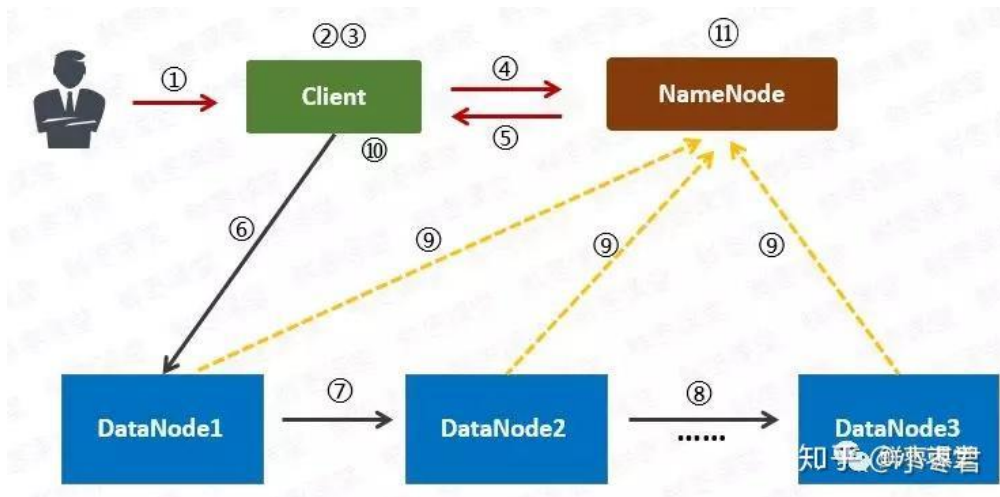 ②③
⑪
①
Client
④
NameNode
⑤
⑩
⑥
⑨
⑨
⑨
DataNode1
⑦
DataNode2
⑧
......
DataNode3
知乎